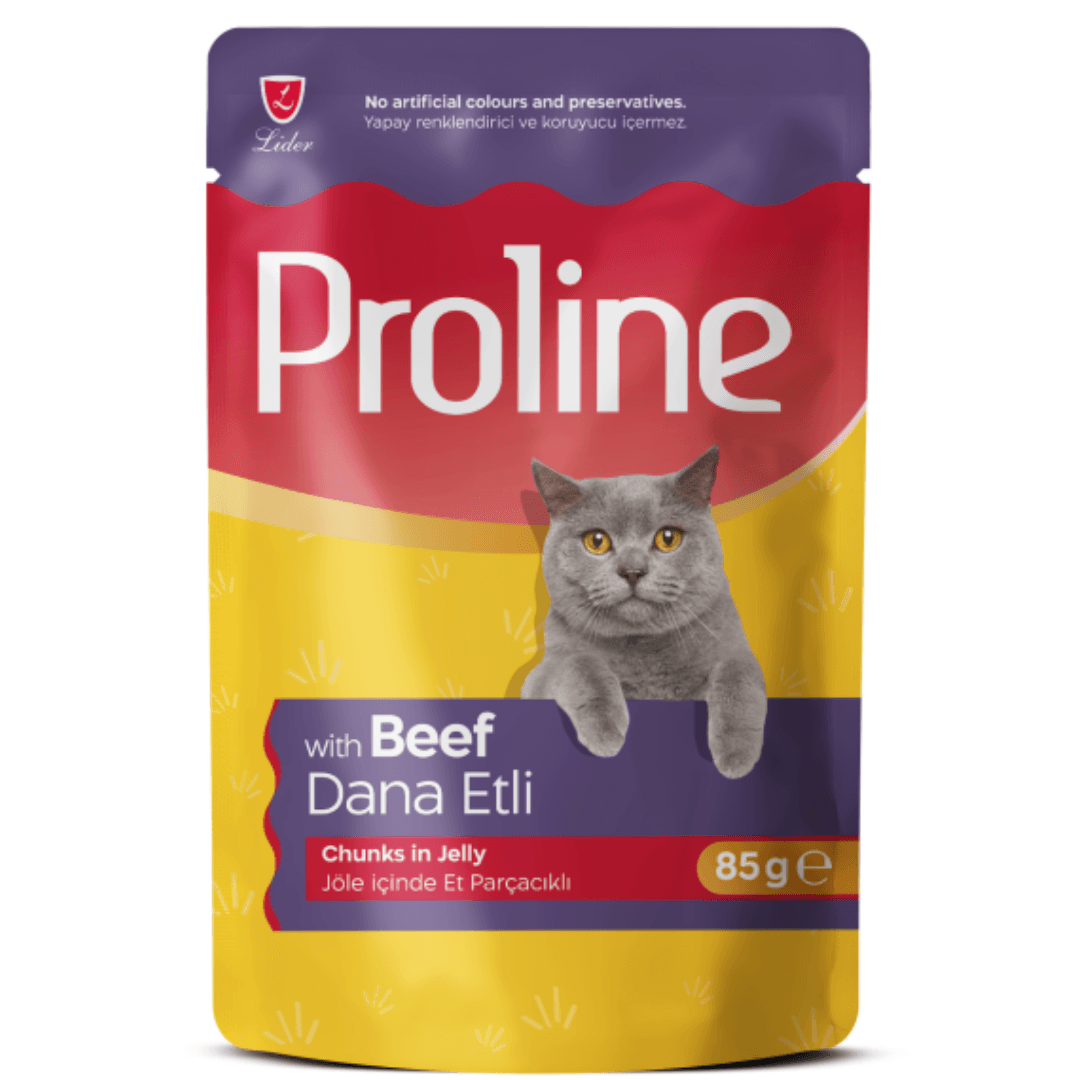 Lider
No artificial colours and preservatives.
Yapay renklendirici ve koruyucu içermez.
Proline
with Beef
Dana Etli
Chunks in Jelly
Jöle içinde Et Parçacıklı
85g ℮